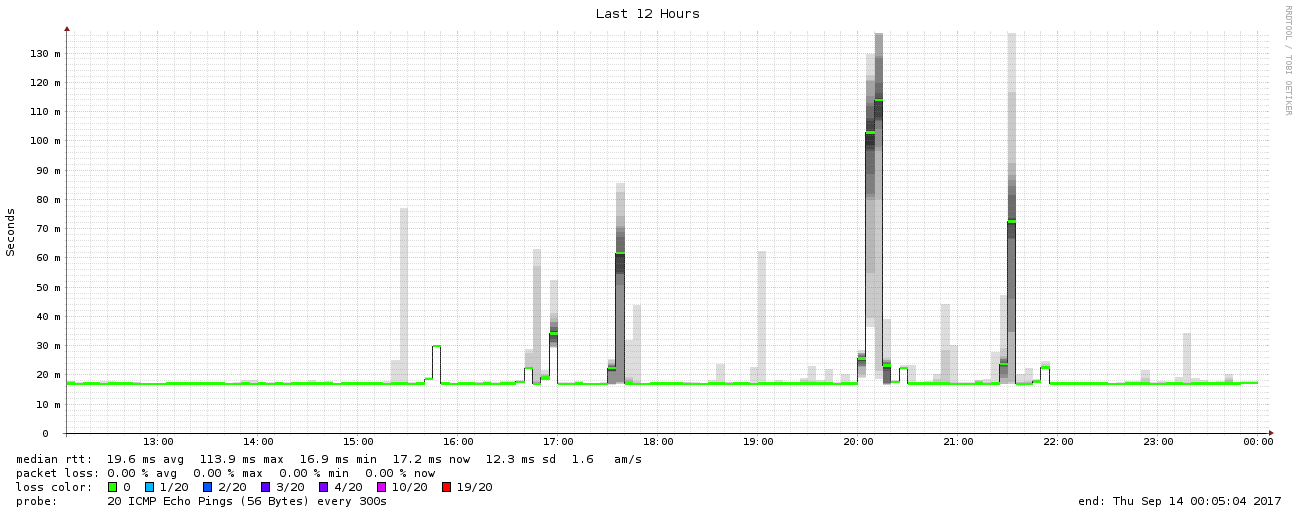 Last 12 Hours
RRDTOOL / TOBI OETIKER
Seconds
130 m
120 m
110 m
100 m
90 m
80 m
70 m
60 m
50 m
40 m
30 m
20 m
10 m
0
13:00 14:00 15:00 16:00 17:00 18:00 19:00 20:00 21:00 22:00 23:00 00:00
median rtt: 19.6 ms avg 113.9 ms max 16.9 ms min 17.2 ms now 12.3 ms sd 1.6 am/s
packet loss: 0.00 % avg 0.00 % max 0.00 % min 0.00 % now
loss color: 0 1/20 2/20 3/20 4/20 10/20 19/20
probe: 20 ICMP Echo Pings (56 Bytes) every 300s end: Thu Sep 14 00:05:04 2017